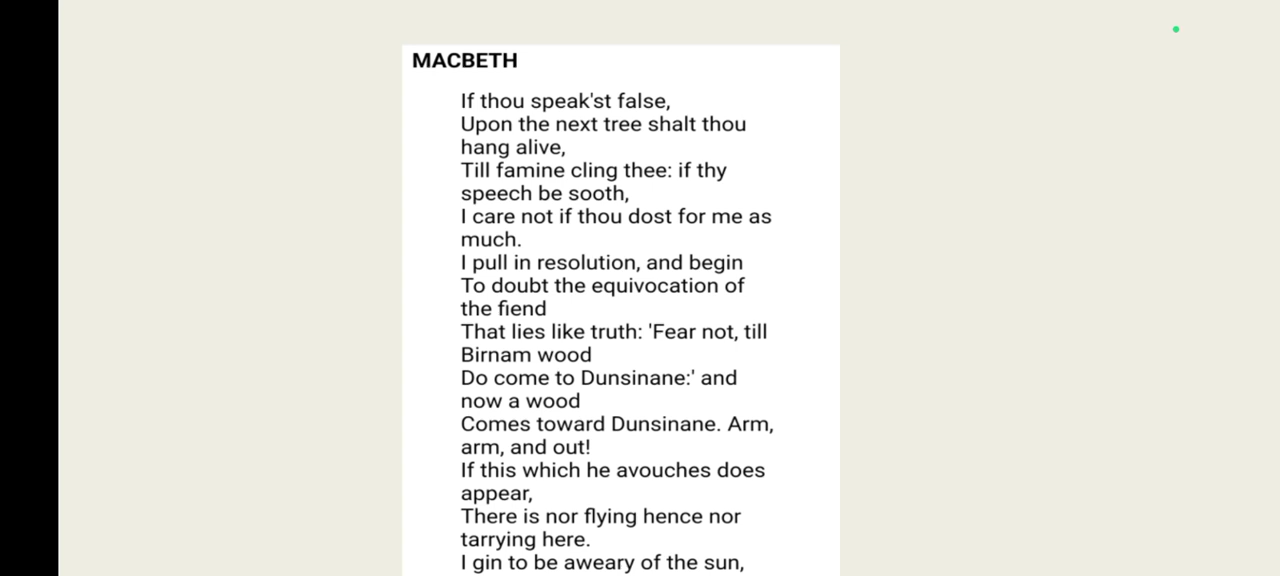 MACBETH
If thou speak'st false,
Upon the next tree shalt thou
hang alive,
Till famine cling thee: if thy
speech be sooth,
I care not if thou dost for me as
much.
I pull in resolution, and begin
To doubt the equivocation of
the fiend
That lies like truth: 'Fear not, till
Birnam wood
Do come to Dunsinane:' and
now a wood
Comes toward Dunsinane. Arm,
arm, and out!
If this which he avouches does
appear,
There is nor flying hence nor
tarrying here.
I gin to be aweary of the sun,